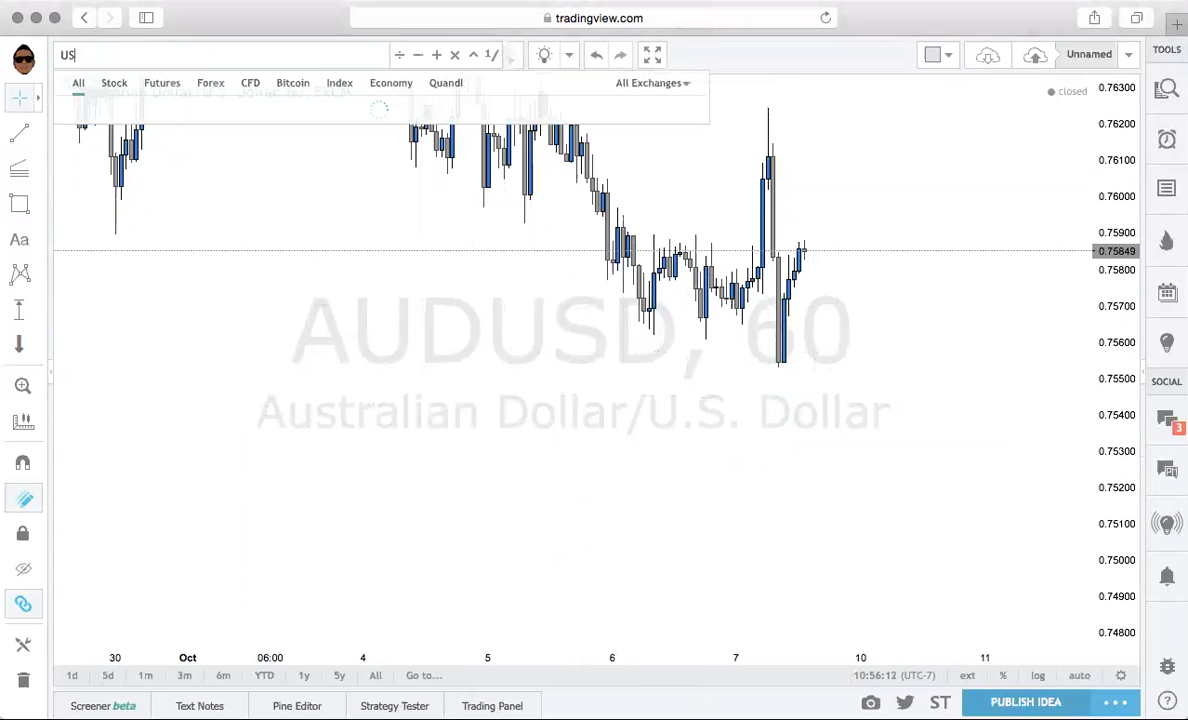 tradingview.com
US
1/
Unnamed
TOOLS
All Stock Futures Forex CFD Bitcoin Index Economy Quandl All Exchanges
closed
0.76300
0.76200
0.76100
0.76000
0.75900
0.75849
0.75800
0.75700
0.75600
0.75500
0.75400
0.75300
0.75200
0.75100
0.75000
0.74900
0.74800
AUDUSD, 60
Australian Dollar/U.S. Dollar
Aa
SOCIAL
3
30 Oct 06:00 4 5 6 7 10 11
1d 5d 1m 3m 6m YTD 1y 5y All Go to... 10:56:12 (UTC-7) ext % log auto
Screener beta Text Notes Pine Editor Strategy Tester Trading Panel ST PUBLISH IDEA